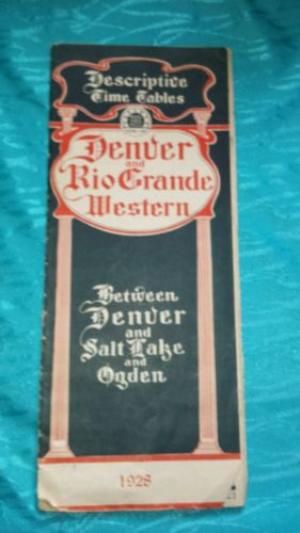 Descriptive
Time Tables
Denver
and
Rio Grande
Western
Between
Denver
and
Salt Lake
and
Ogden
1928